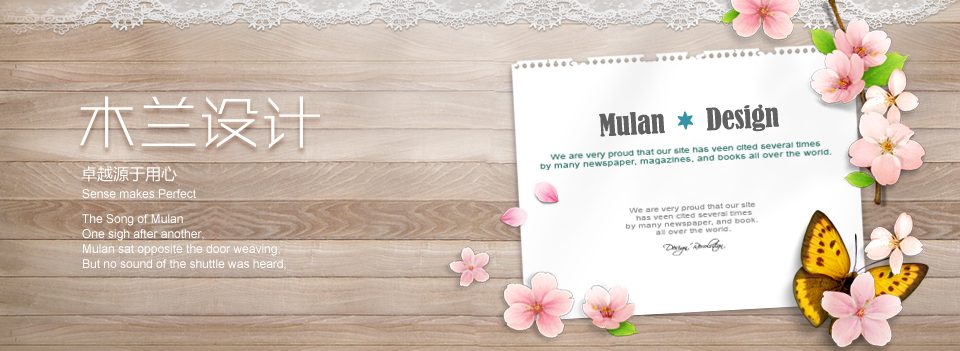 木兰设计
卓越源于用心
Sense makes Perfect
The Song of Mulan
One sigh after another,
Mulan sat opposite the door weaving,
But no sound of the shuttle was heard,
Mulan Design
We are very proud that our site has veen cited several times
by many newspaper, magazines, and books all over the world.
We are very proud that our site
has veen cited several times
by many newspaper, magazines, and book.
all over the world.
Design Revolution